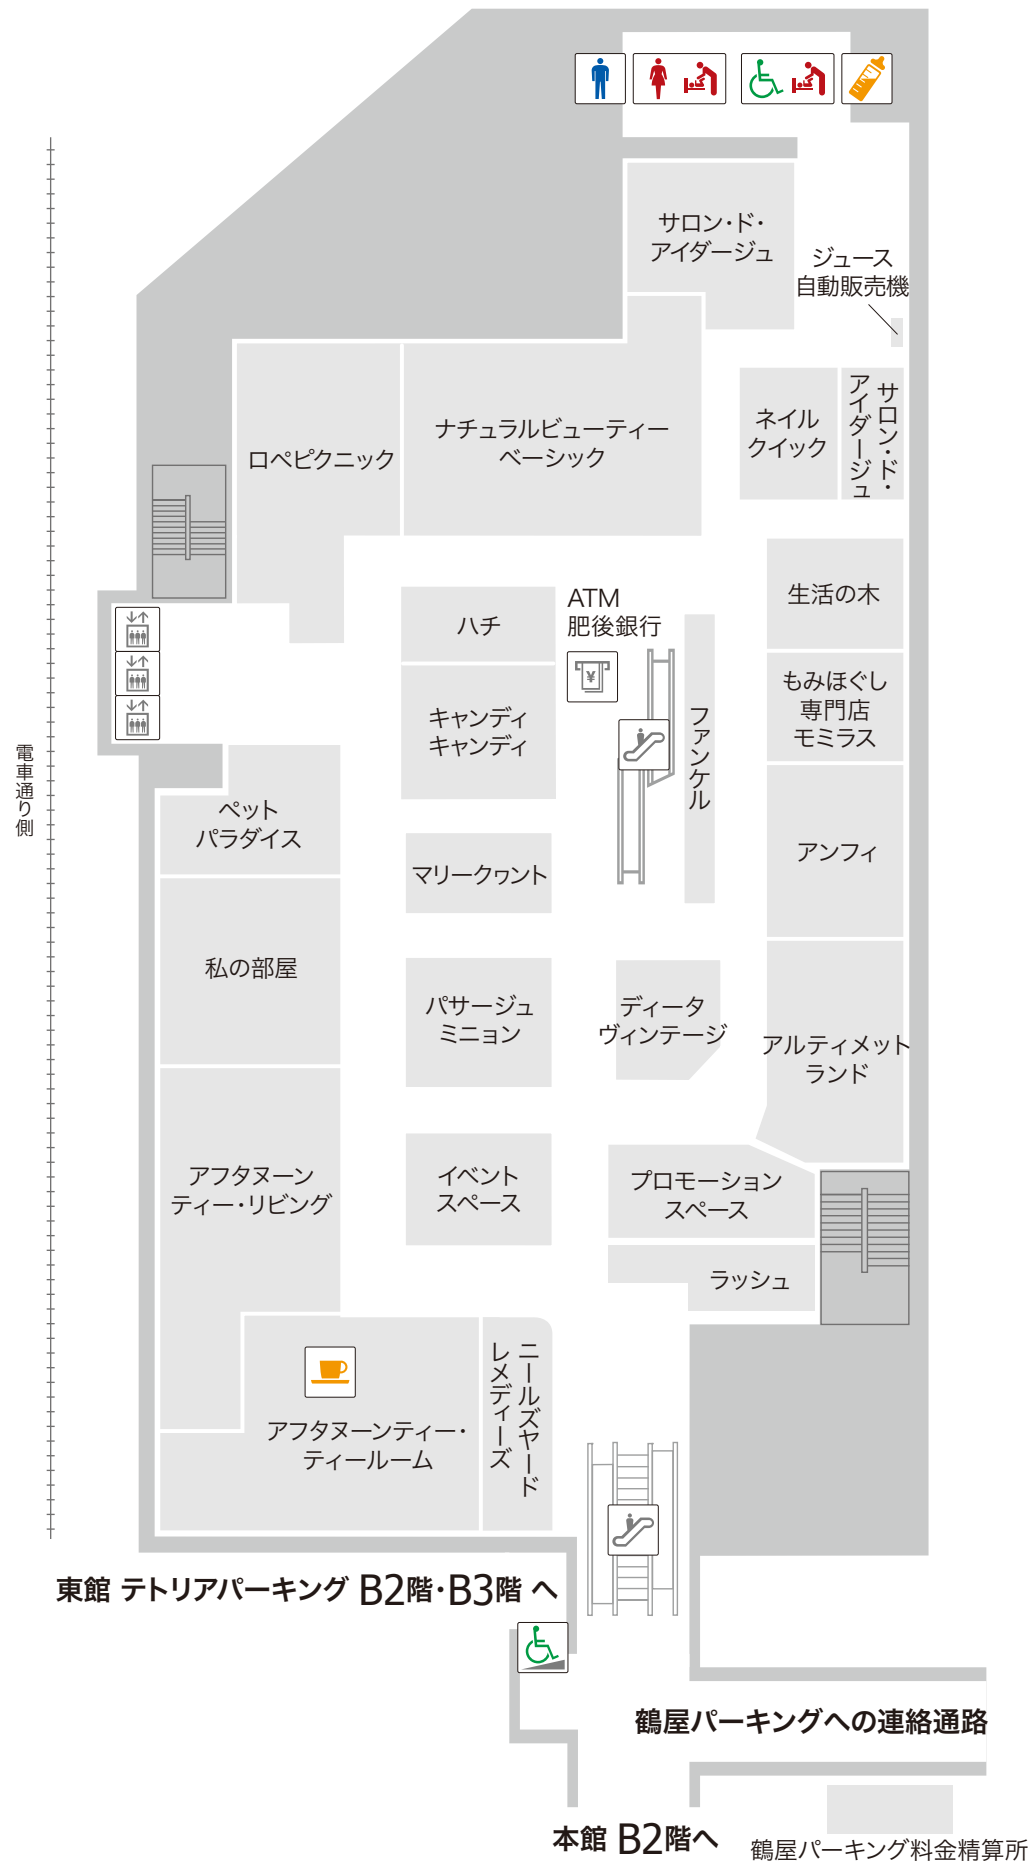 サロン・ド・
アイダージュ
ジュース
自動販売機
ネイル
クイック
サロン・ド・
アイダージュ
ナチュラルビューティー
ベーシック
ロペピクニック
生活の木
ATM
肥後銀行
¥
ハチ
もみほぐし
専門店
モミラス
キャンディ
キャンディ
ファンケル
電車通り側
ペット
パラダイス
アンフィ
マリークヮント
私の部屋
パサージュ
ミニョン
ディータ
ヴィンテージ
アルティメット
ランド
アフタヌーン
ティー・リビング
イベント
スペース
プロモーション
スペース
ラッシュ
ニールズヤード
レメディーズ
アフタヌーンティー・
ティールーム
東館 テトリアパーキング B2階・B3階 へ
鶴屋パーキングへの連絡通路
本館 B2階へ
鶴屋パーキング料金精算所